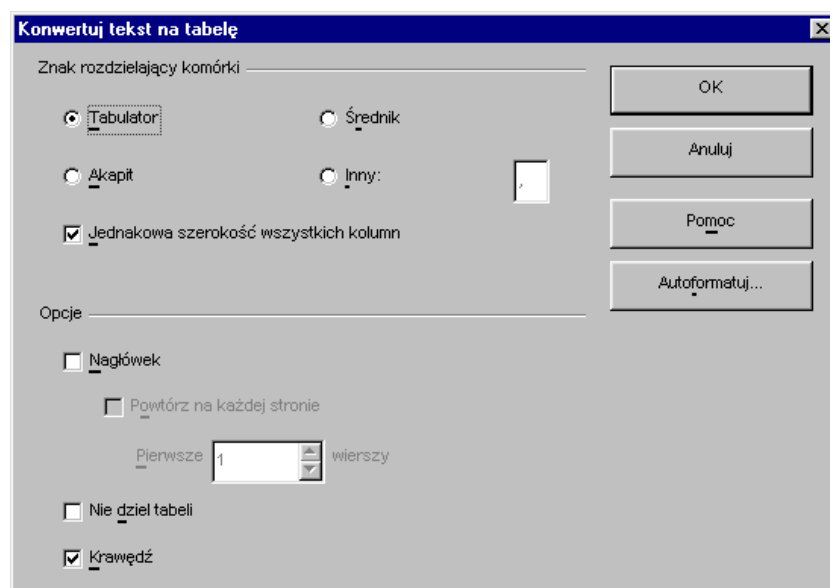 Konwertuj tekst na tabelę
Znak rozdzielający komórki
Tabulator
Średnik
Akapit
Inny:
,
Jednakowa szerokość wszystkich kolumn
OK
Anuluj
Pomoc
Autoformatuj...
Opcje
Nagłówek
Powtórz na każdej stronie
Pierwsze 1 wierszy
Nie dziel tabeli
Krawędź